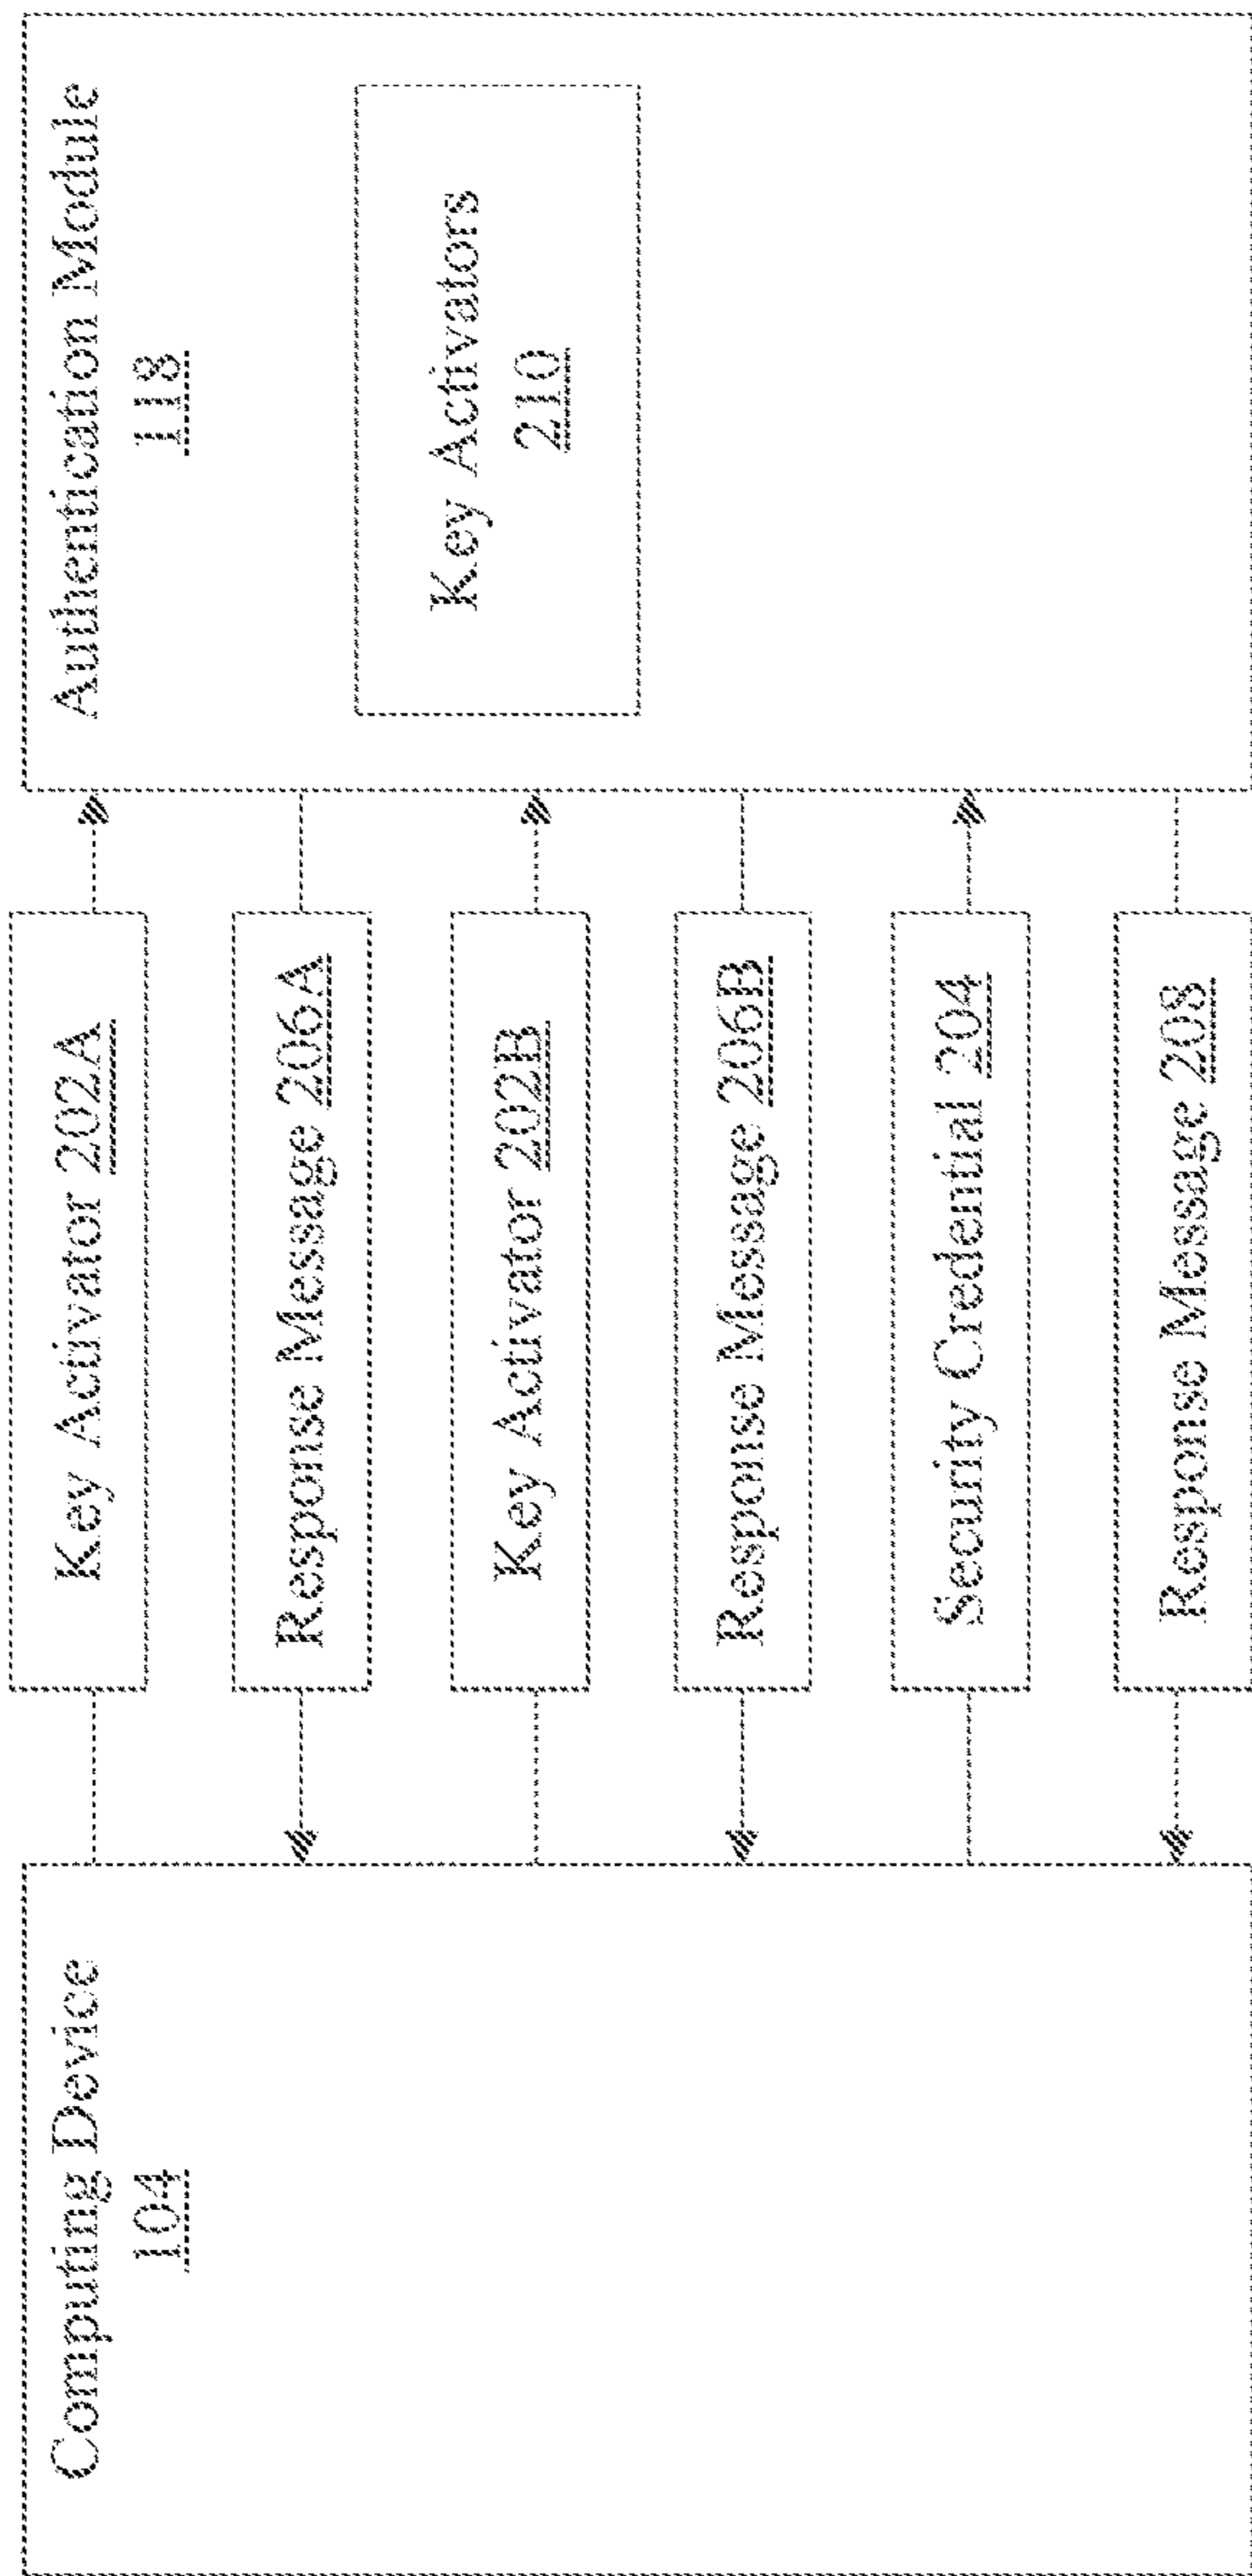 Computing Device
104
Key Activator 202A
Response Message 206A
Key Activator 202B
Response Message 206B
Security Credential 204
Response Message 208
Authentication Module
118
Key Activators
210